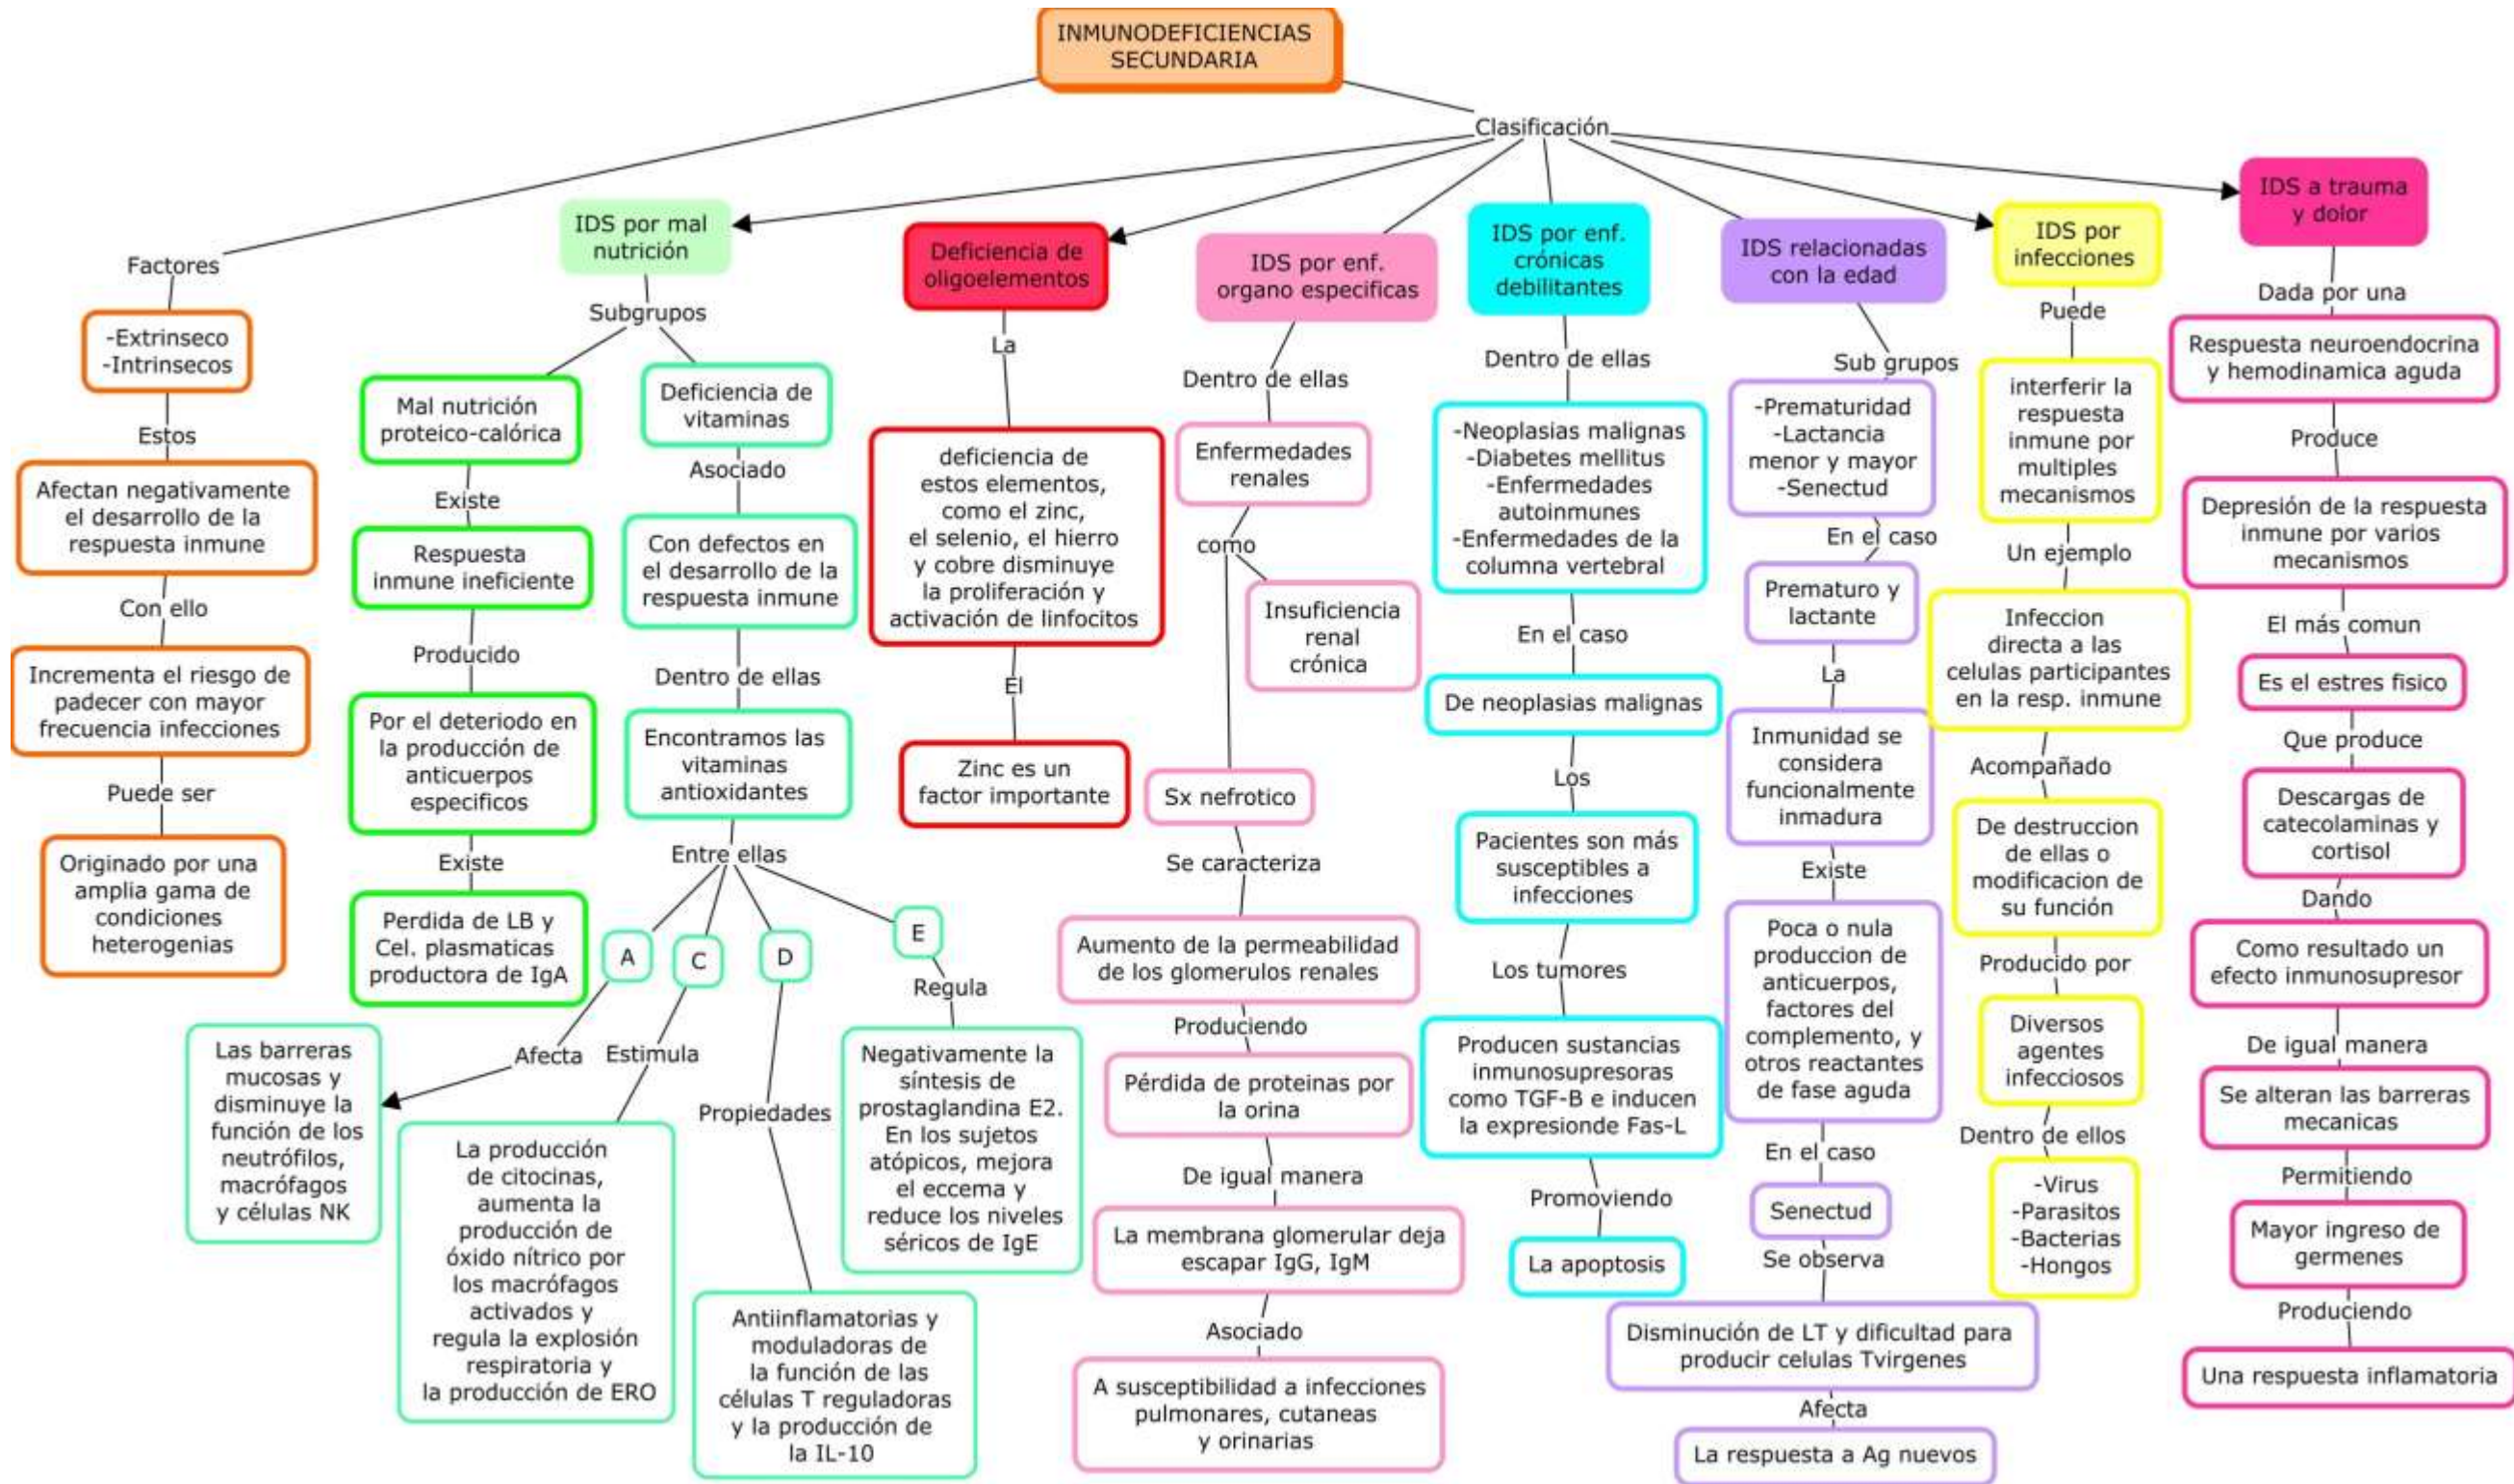 INMUNODEFICIENCIAS
SECUNDARIA
Factores
-Extrinseco
-Intrinsecos
Estos
Afectan negativamente
el desarrollo de la
respuesta inmune
Con ello
Incrementa el riesgo de
padecer con mayor
frecuencia infecciones
Puede ser
Originado por una
amplia gama de
condiciones
heterogenias
Clasificación
IDS por mal
nutrición
Subgrupos
Mal nutrición
proteico-calórica
Existe
Respuesta
inmune ineficiente
Producido
Por el deteriodo en
la producción de
anticuerpos
especificos
Existe
Perdida de LB y
Cel. plasmaticas
productora de IgA
Deficiencia de
vitaminas
Asociado
Con defectos en
el desarrollo de la
respuesta inmune
Dentro de ellas
Encontramos las
vitaminas
antioxidantes
Entre ellas
A
Afecta
Las barreras
mucosas y
disminuye la
función de los
neutrófilos,
macrófagos
y células NK
C
Estimula
La producción
de citocinas,
aumenta la
producción de
óxido nítrico por
los macrófagos
activados y
regula la explosión
respiratoria y
la producción de ERO
D
Propiedades
Antiinflamatorias y
moduladoras de
la función de las
células T reguladoras
y la producción de
la IL-10
E
Regula
Negativamente la
síntesis de
prostaglandina E2.
En los sujetos
atópicos, mejora
el eccema y
reduce los niveles
séricos de IgE
Deficiencia de
oligoelementos
La
deficiencia de
estos elementos,
como el zinc,
el selenio, el hierro
y cobre disminuye
la proliferación y
activación de linfocitos
El
Zinc es un
factor importante
IDS por enf.
organo especificas
Dentro de ellas
Enfermedades
renales
como
Insuficiencia
renal
crónica
Sx nefrotico
Se caracteriza
Aumento de la permeabilidad
de los glomerulos renales
Produciendo
Pérdida de proteinas por
la orina
De igual manera
La membrana glomerular deja
escapar IgG, IgM
Asociado
A susceptibilidad a infecciones
pulmonares, cutaneas
y orinarias
IDS por enf.
crónicas
debilitantes
Dentro de ellas
-Neoplasias malignas
-Diabetes mellitus
-Enfermedades
autoinmunes
-Enfermedades de la
columna vertebral
En el caso
De neoplasias malignas
Los
Pacientes son más
susceptibles a
infecciones
Los tumores
Producen sustancias
inmunosupresoras
como TGF-B e inducen
la expresionde Fas-L
Promoviendo
La apoptosis
IDS relacionadas
con la edad
Sub grupos
-Prematuridad
-Lactancia
menor y mayor
-Senectud
En el caso
Prematuro y
lactante
La
Inmunidad se
considera
funcionalmente
inmadura
Existe
Poca o nula
produccion de
anticuerpos,
factores del
complemento, y
otros reactantes
de fase aguda
En el caso
Senectud
Se observa
Disminución de LT y dificultad para
producir celulas Tvirgenes
Afecta
La respuesta a Ag nuevos
IDS por
infecciones
Puede
interferir la
respuesta
inmune por
multiples
mecanismos
Un ejemplo
Infeccion
directa a las
celulas participantes
en la resp. inmune
Acompañado
De destruccion
de ellas o
modificacion de
su función
Producido por
Diversos
agentes
infecciosos
Dentro de ellos
-Virus
-Parasitos
-Bacterias
-Hongos
IDS a trauma
y dolor
Dada por una
Respuesta neuroendocrina
y hemodinamica aguda
Produce
Depresión de la respuesta
inmune por varios
mecanismos
El más comun
Es el estres fisico
Que produce
Descargas de
catecolaminas y
cortisol
Dando
Como resultado un
efecto inmunosupresor
De igual manera
Se alteran las barreras
mecanicas
Permitiendo
Mayor ingreso de
germenes
Produciendo
Una respuesta inflamatoria